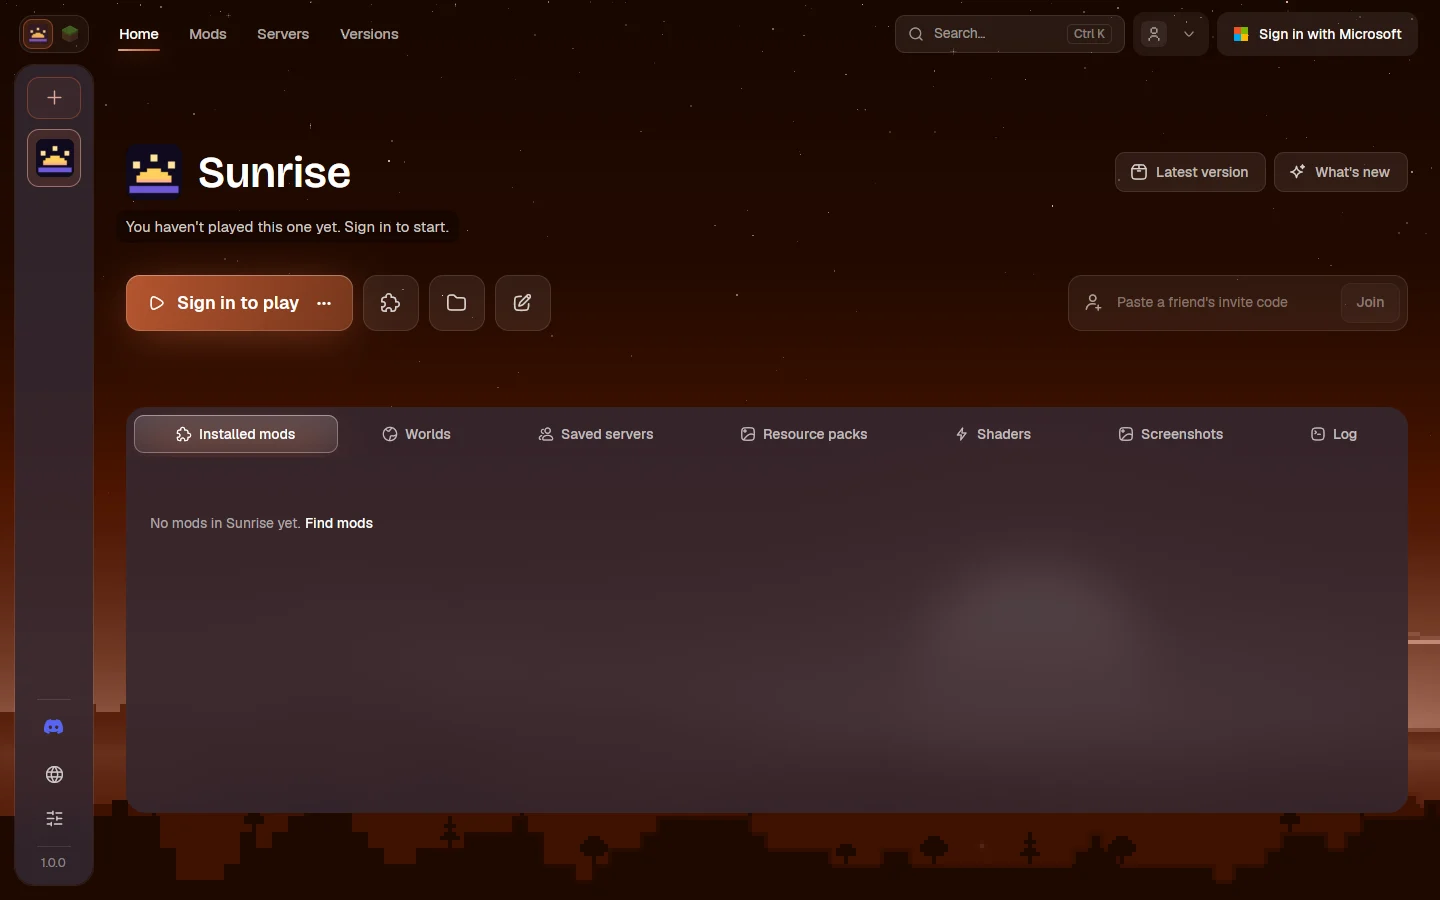 Home
Mods
Servers
Versions
Search...
Ctrl K
Sign in with Microsoft
Sunrise
Latest version
What's new
You haven't played this one yet. Sign in to start.
Sign in to play
Paste a friend's invite code
Join
Installed mods
Worlds
Saved servers
Resource packs
Shaders
Screenshots
Log
No mods in Sunrise yet. Find mods
1.0.0